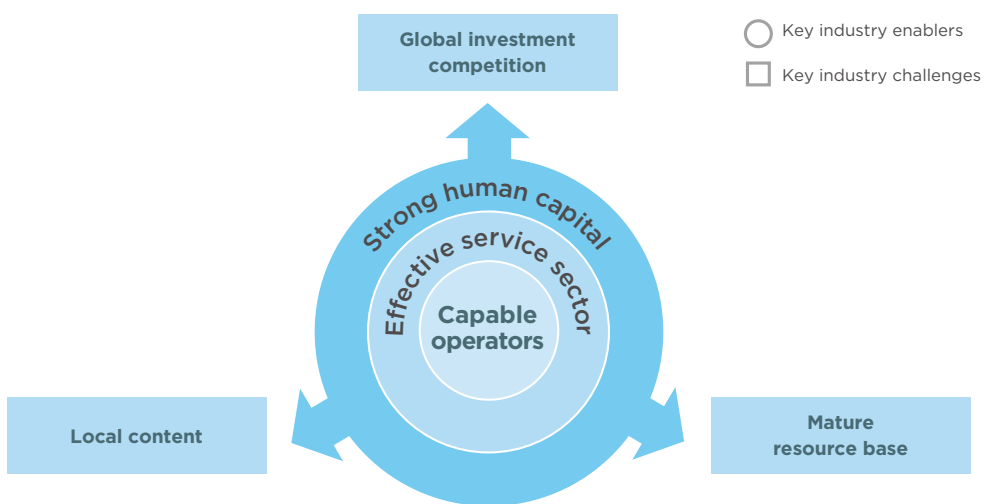 Global investment
competition
Key industry enablers
Key industry challenges
Strong human capital
Effective service sector
Capable
operators
Local content
Mature
resource base